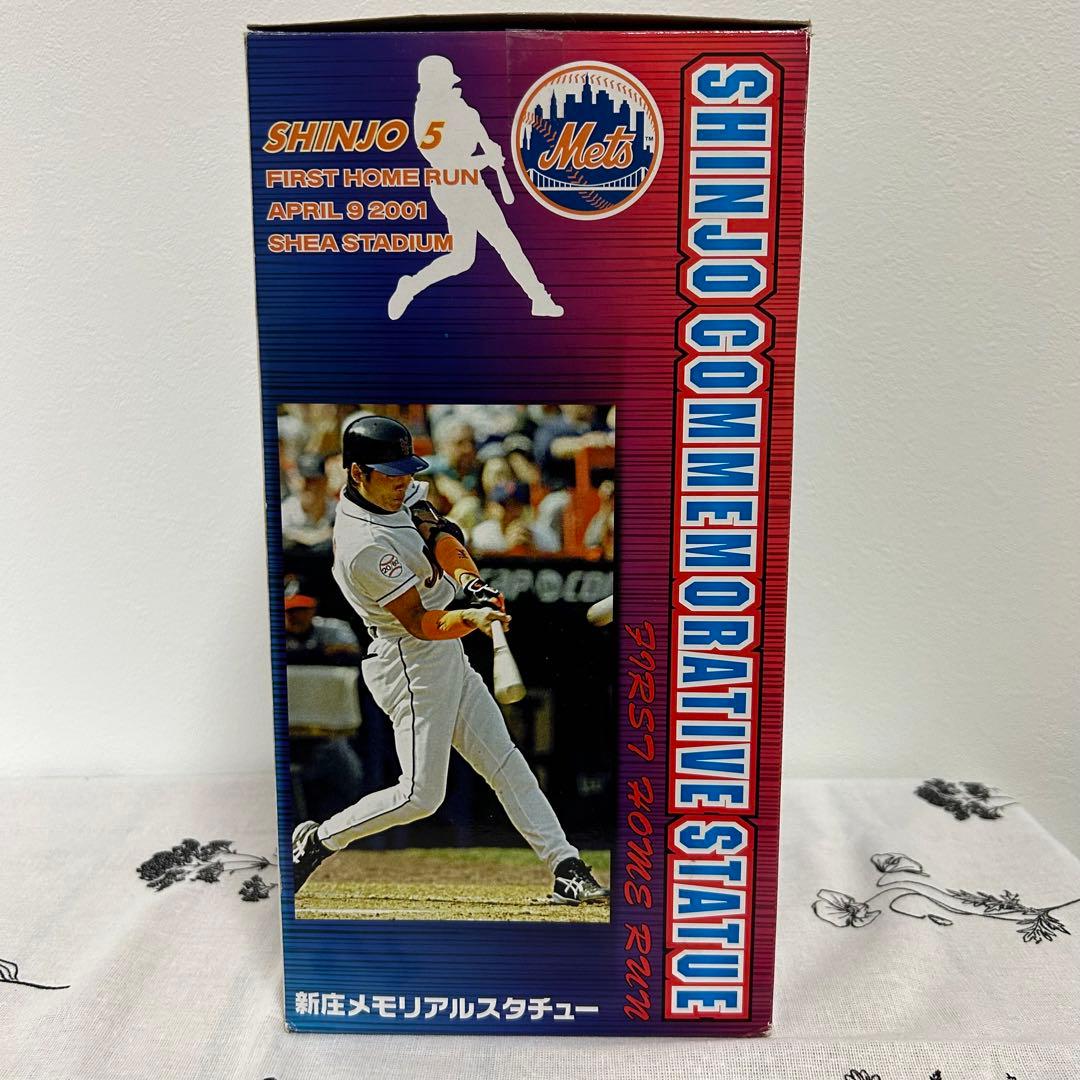 SHINJO 5
FIRST HOME RUN
APRIL 9 2001
SHEA STADIUM
Mets
TM
SHINJO COMMEMORATIVE STATUE
FIRST HOME RUN
新庄メモリアルスタチュー